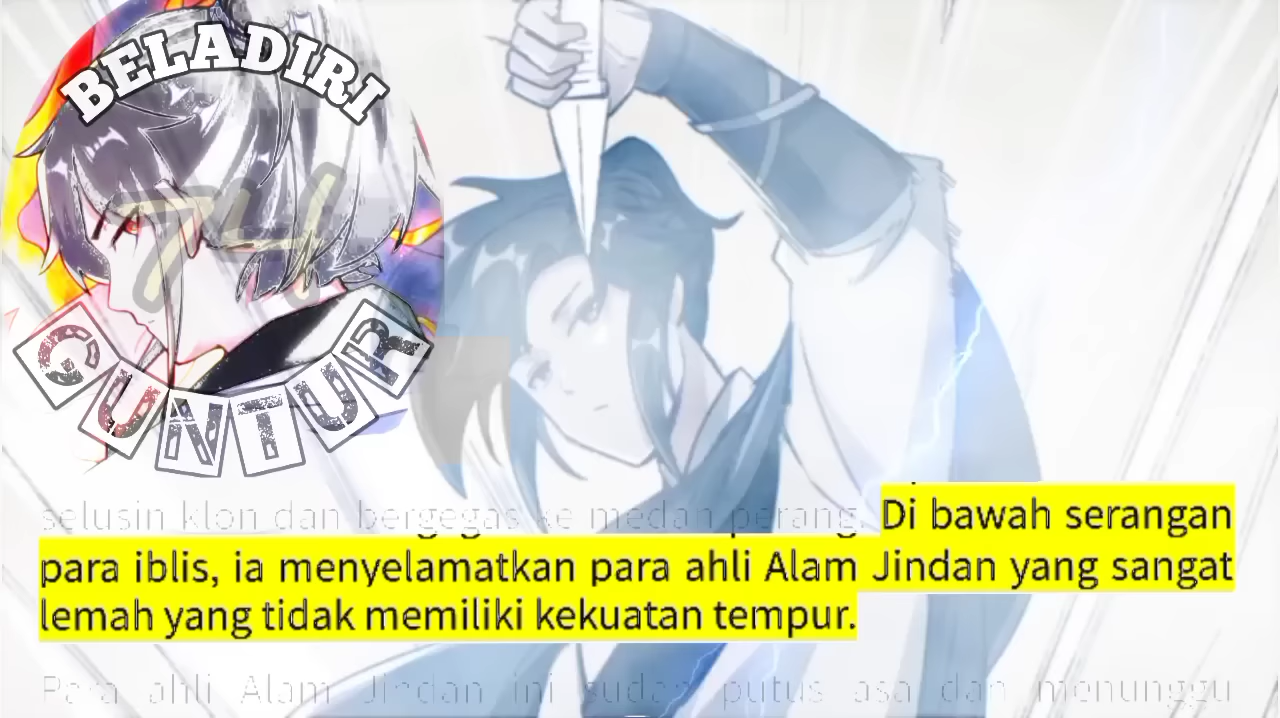 BELADIRI
74
GUNTUR
selusin klon dan bergegas ke medan perang. Di bawah serangan
para iblis, ia menyelamatkan para ahli Alam Jindan yang sangat
lemah yang tidak memiliki kekuatan tempur.
Para ahli Alam Jindan ini sudah putus asa dan menunggu